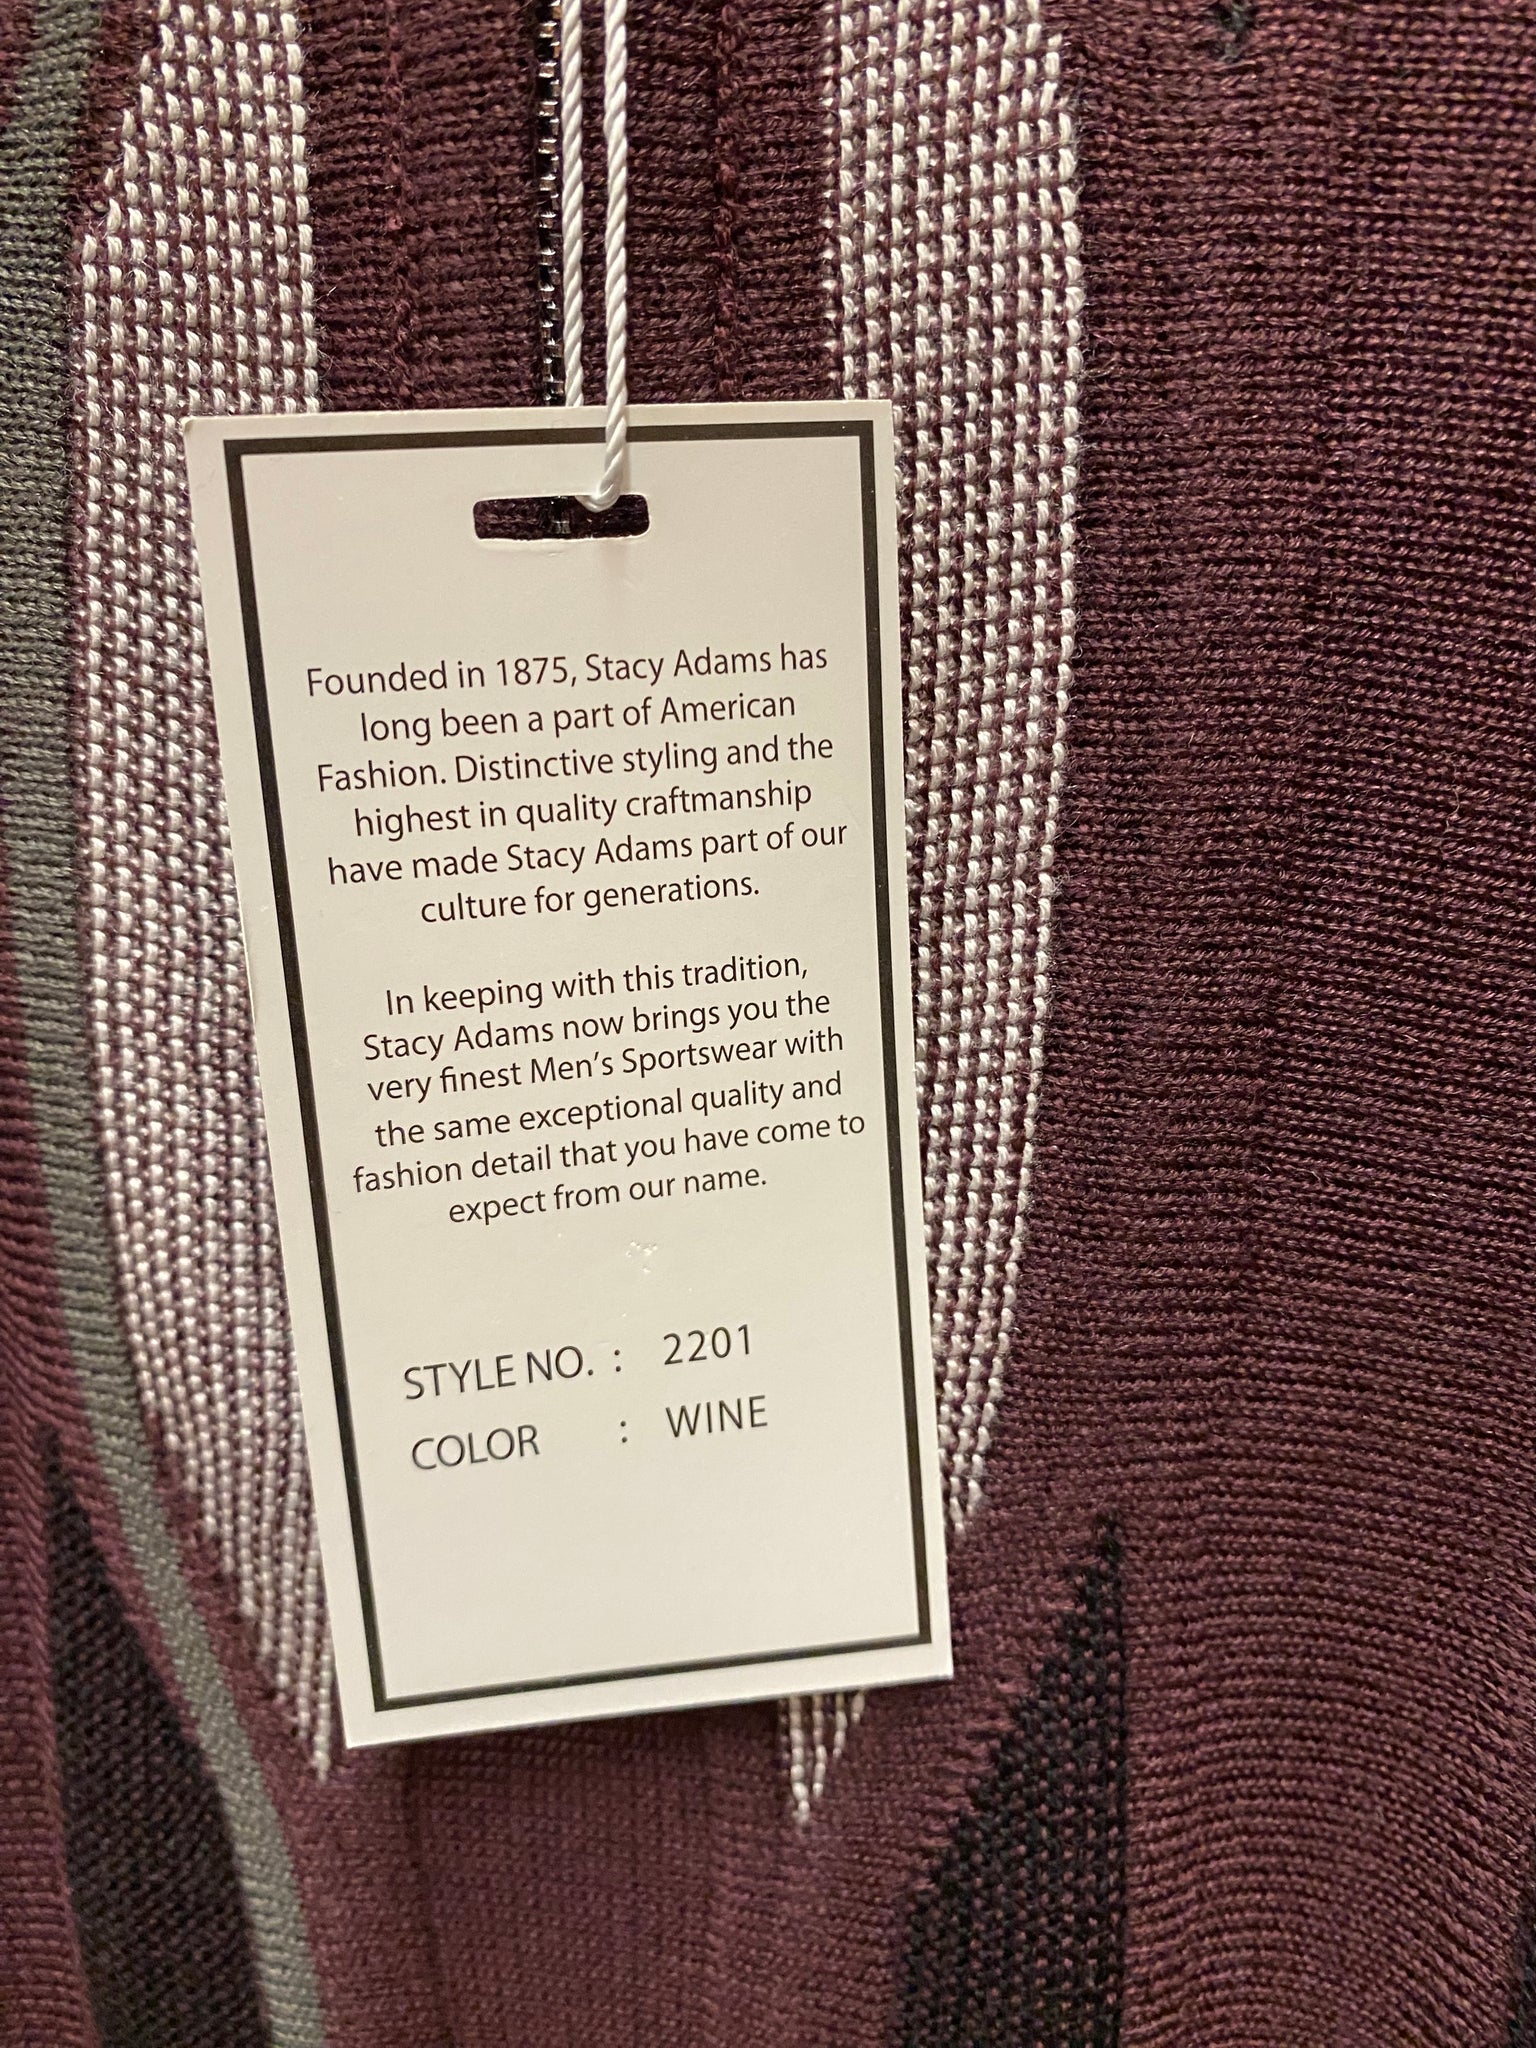 Founded in 1875, Stacy Adams has
long been a part of American
Fashion. Distinctive styling and the
highest in quality craftmanship
have made Stacy Adams part of our
culture for generations.
In keeping with this tradition,
Stacy Adams now brings you the
very finest Men's Sportswear with
the same exceptional quality and
fashion detail that you have come to
expect from our name.
STYLE NO. : 2201
COLOR : WINE